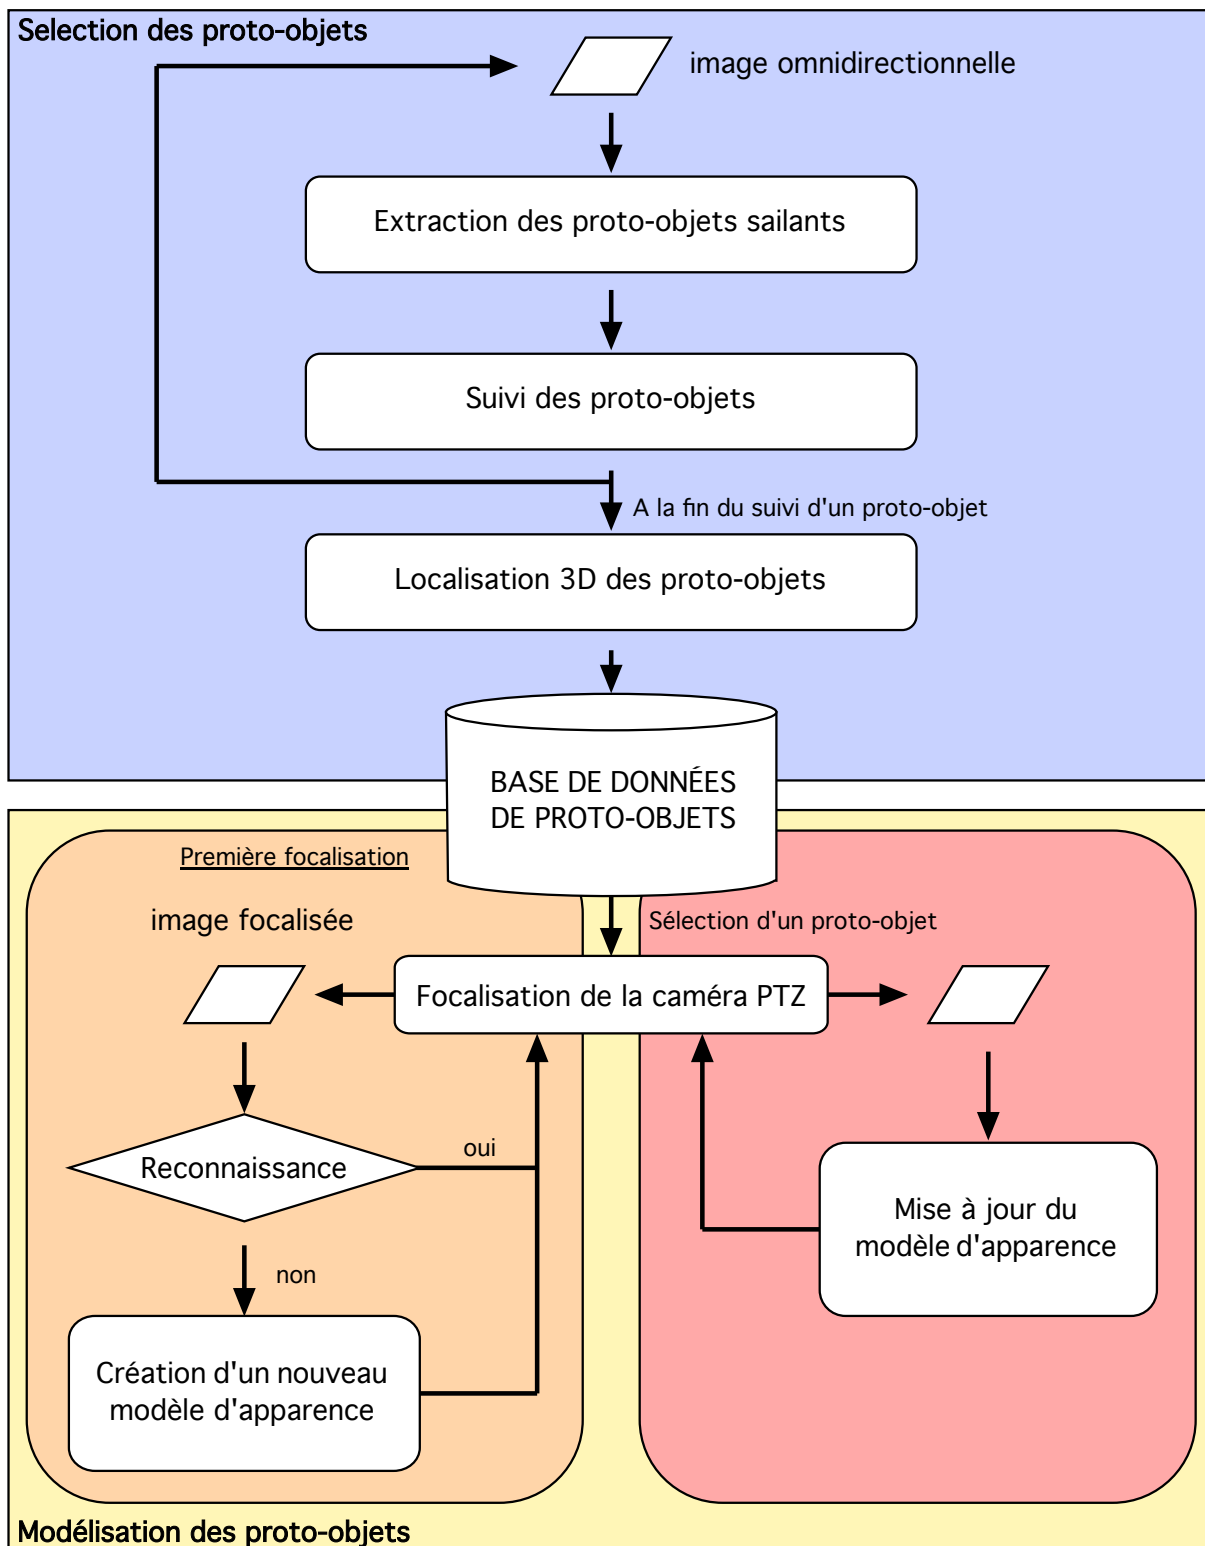 Selection des proto-objets
image omnidirectionnelle
Extraction des proto-objets sailants
Suivi des proto-objets
A la fin du suivi d'un proto-objet
Localisation 3D des proto-objets
BASE DE DONNÉES
DE PROTO-OBJETS
Première focalisation
image focalisée
Sélection d'un proto-objet
Focalisation de la caméra PTZ
Reconnaissance
oui
non
Mise à jour du
modèle d'apparence
Création d'un nouveau
modèle d'apparence
Modélisation des proto-objets